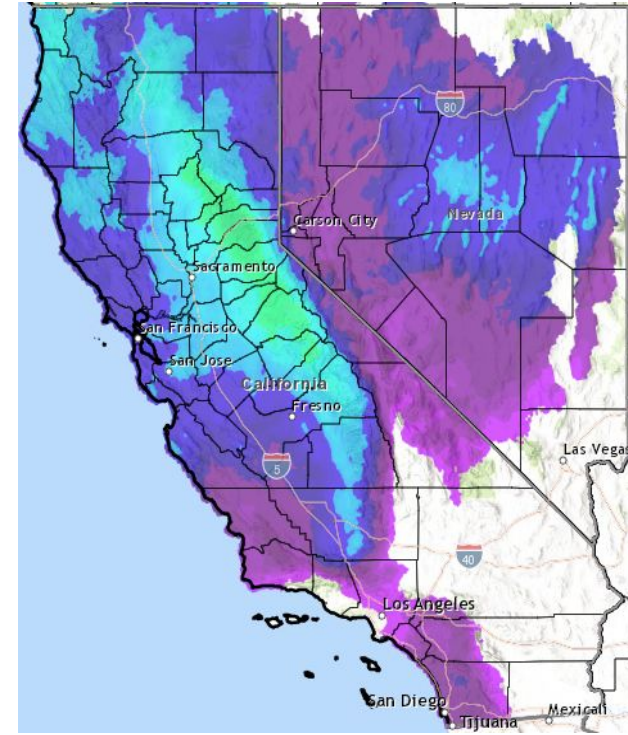 80
Nevada
Carson City
Sacramento
San Francisco
San Jose
California
Fresno
5
Las Vegas
40
Los Angeles
San Diego
Tijuana
Mexicali